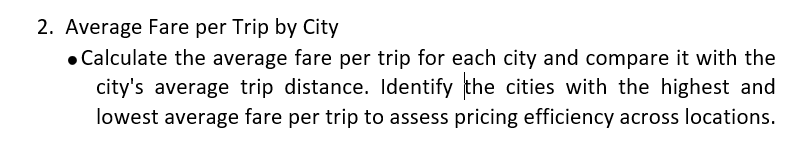 2. Average Fare per Trip by City
• Calculate the average fare per trip for each city and compare it with the
city's average trip distance. Identify the cities with the highest and
lowest average fare per trip to assess pricing efficiency across locations.